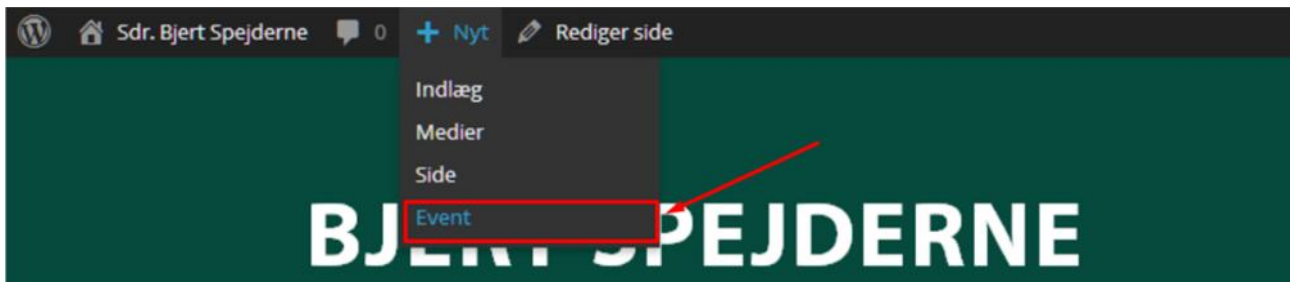 Sdr. Bjert Spejderne 0 + Nyt Rediger side
Indlæg
Medier
Side
Event
BJERT SPEJDERNE